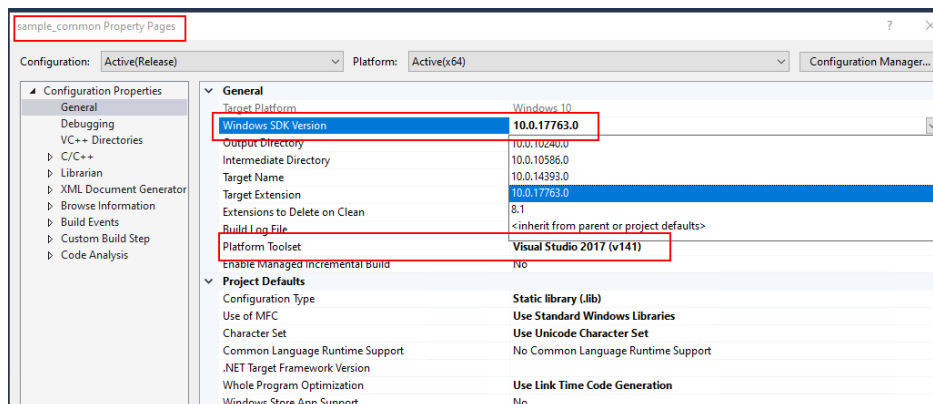 sample_common Property Pages ?
Configuration: Active(Release) Platform: Active(x64) Configuration Manager...
Configuration Properties
General
Debugging
VC++ Directories
C/C++
Librarian
XML Document Generator
Browse Information
Build Events
Custom Build Step
Code Analysis
General
Target Platform Windows 10
Windows SDK Version 10.0.17763.0
Output Directory 10.0.10240.0
Intermediate Directory 10.0.10586.0
Target Name 10.0.14393.0
Target Extension 10.0.17763.0
Extensions to Delete on Clean 8.1
Build Log File <inherit from parent or project defaults>
Platform Toolset Visual Studio 2017 (v141)
Enable Managed Incremental Build No
Project Defaults
Configuration Type Static library (.lib)
Use of MFC Use Standard Windows Libraries
Character Set Use Unicode Character Set
Common Language Runtime Support No Common Language Runtime Support
.NET Target Framework Version
Whole Program Optimization Use Link Time Code Generation
Windows Store App Support No